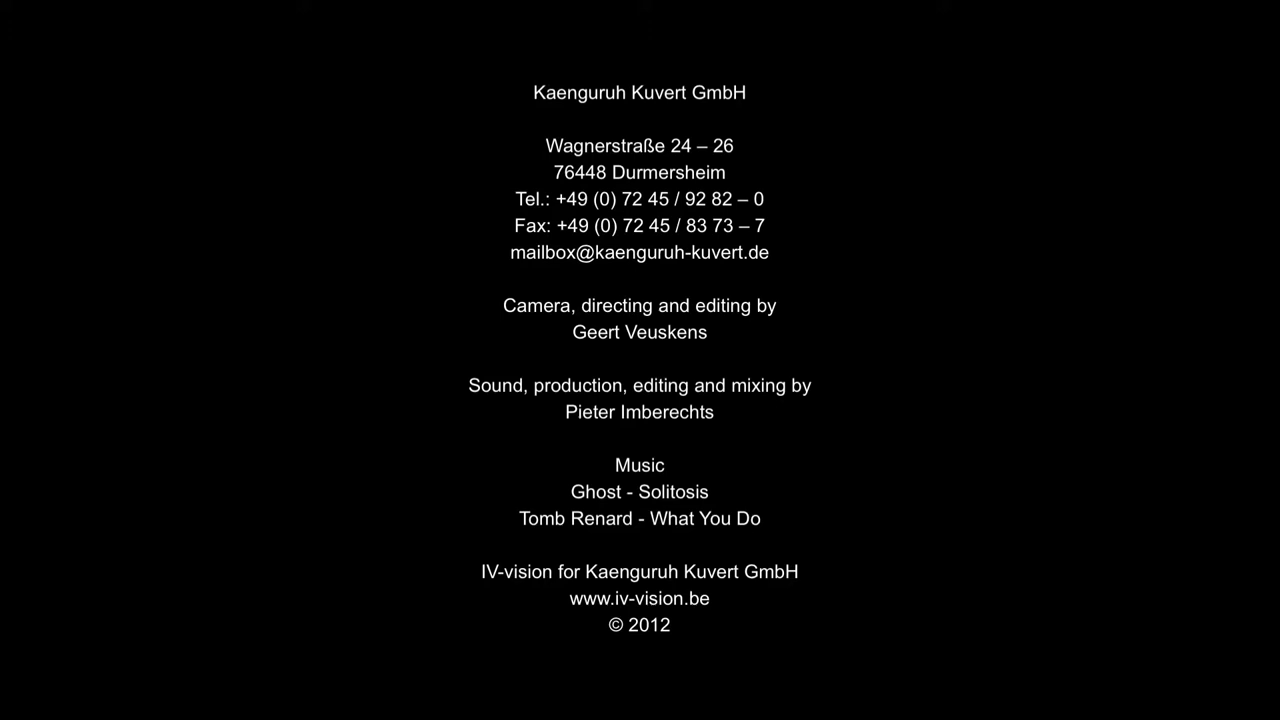 Kaenguruh Kuvert GmbH
Wagnerstraße 24 – 26
76448 Durmersheim
Tel.: +49 (0) 72 45 / 92 82 – 0
Fax: +49 (0) 72 45 / 83 73 – 7
mailbox@kaenguruh-kuvert.de
Camera, directing and editing by
Geert Veuskens
Sound, production, editing and mixing by
Pieter Imberechts
Music
Ghost - Solitosis
Tomb Renard - What You Do
IV-vision for Kaenguruh Kuvert GmbH
www.iv-vision.be
© 2012